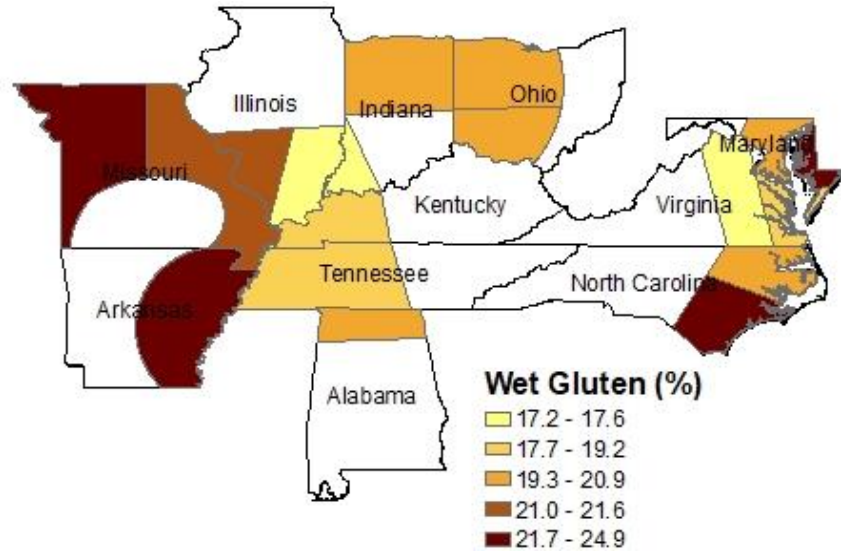 Illinois
Indiana
Ohio
Maryland
Missouri
Kentucky
Virginia
Tennessee
North Carolina
Arkansas
Alabama
Wet Gluten (%)
17.2 - 17.6
17.7 - 19.2
19.3 - 20.9
21.0 - 21.6
21.7 - 24.9